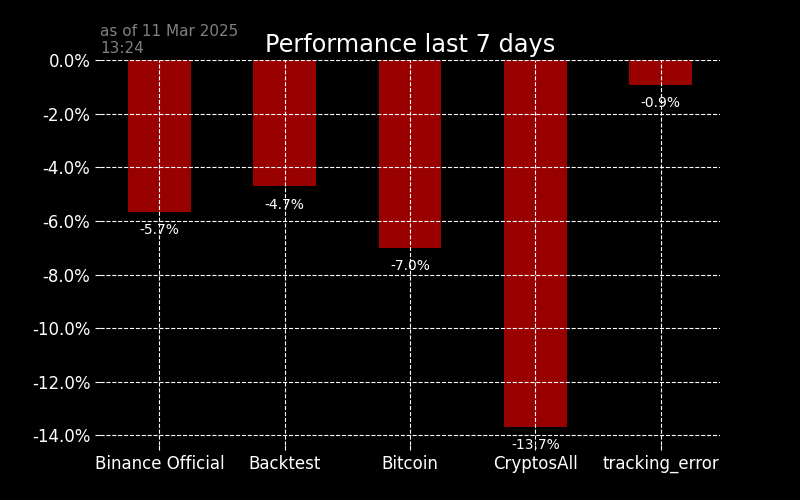 as of 11 Mar 2025
13:24
Performance last 7 days
0.0%
-2.0%
-4.0%
-6.0%
-8.0%
-10.0%
-12.0%
-14.0%
-5.7%
-4.7%
-7.0%
-13.7%
-0.9%
Binance Official
Backtest
Bitcoin
CryptosAll
tracking_error